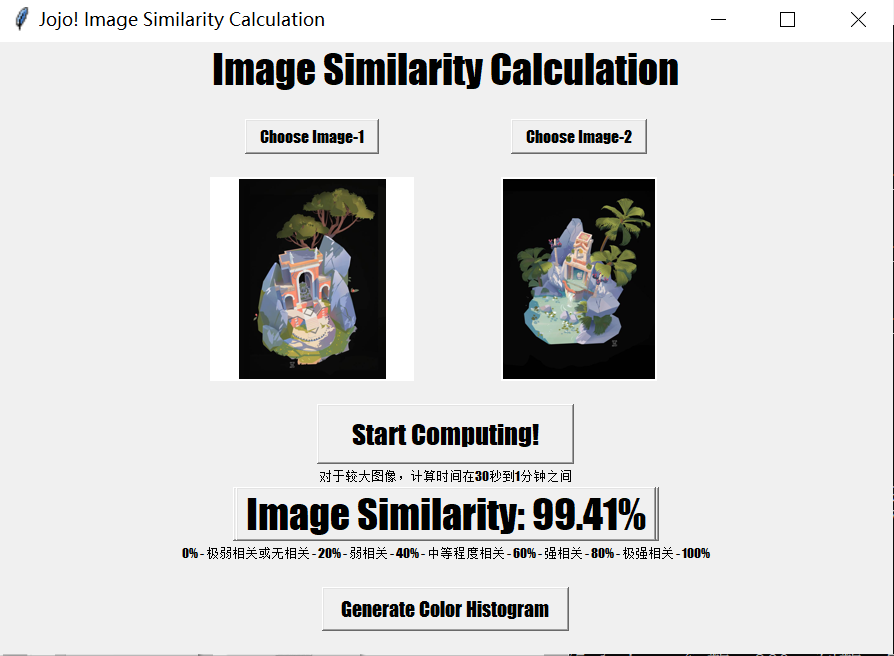 Jojo! Image Similarity Calculation
Image Similarity Calculation
Choose Image-1
Choose Image-2
Start Computing!
对于较大图像，计算时间在30秒到1分钟之间
Image Similarity: 99.41%
0%-极弱相关或无相关-20%-弱相关-40%-中等程度相关-60%-强相关-80%-极强相关-100%
Generate Color Histogram